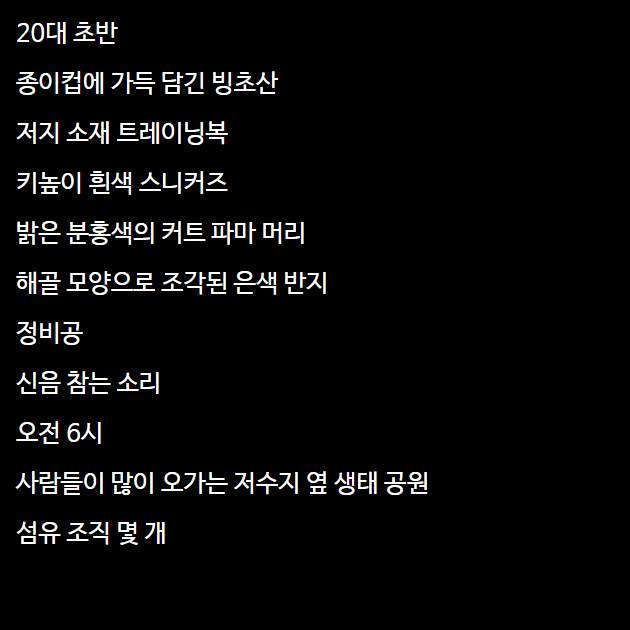 20대 초반
종이컵에 가득 담긴 빙초산
저지 소재 트레이닝복
키높이 흰색 스니커즈
밝은 분홍색의 커트 파마 머리
해골 모양으로 조각된 은색 반지
정비공
신음 참는 소리
오전 6시
사람들이 많이 오가는 저수지 옆 생태 공원
섬유 조직 몇 개